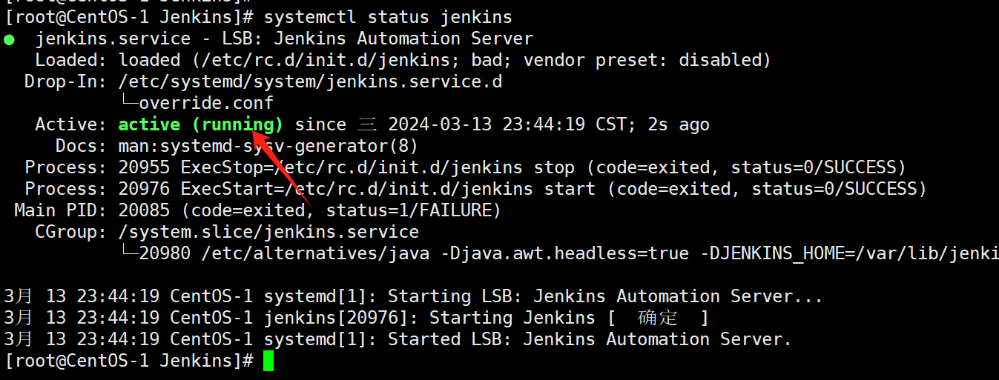 [root@CentOS-1 Jenkins]#
[root@CentOS-1 Jenkins]# systemctl status jenkins
● jenkins.service - LSB: Jenkins Automation Server
   Loaded: loaded (/etc/rc.d/init.d/jenkins; bad; vendor preset: disabled)
  Drop-In: /etc/systemd/system/jenkins.service.d
           └─override.conf
   Active: active (running) since 三 2024-03-13 23:44:19 CST; 2s ago
     Docs: man:systemd-sysv-generator(8)
  Process: 20955 ExecStop=/etc/rc.d/init.d/jenkins stop (code=exited, status=0/SUCCESS)
  Process: 20976 ExecStart=/etc/rc.d/init.d/jenkins start (code=exited, status=0/SUCCESS)
 Main PID: 20085 (code=exited, status=1/FAILURE)
   CGroup: /system.slice/jenkins.service
           └─20980 /etc/alternatives/java -Djava.awt.headless=true -DJENKINS_HOME=/var/lib/jenki
3月 13 23:44:19 CentOS-1 systemd[1]: Starting LSB: Jenkins Automation Server...
3月 13 23:44:19 CentOS-1 jenkins[20976]: Starting Jenkins [  确定  ]
3月 13 23:44:19 CentOS-1 systemd[1]: Started LSB: Jenkins Automation Server.
[root@CentOS-1 Jenkins]#